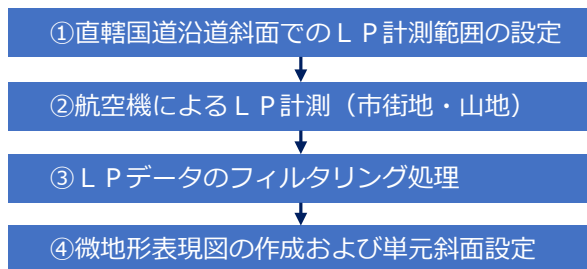 ①直轄国道沿道斜面でのＬＰ計測範囲の設定
②航空機によるＬＰ計測（市街地・山地）
③ＬＰデータのフィルタリング処理
④微地形表現図の作成および単元斜面設定